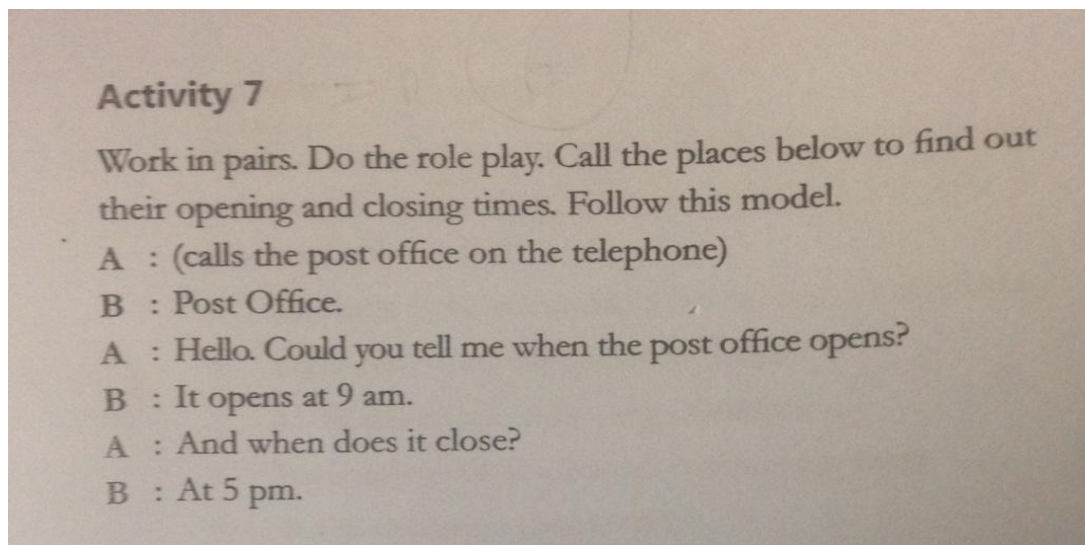 Activity 7
Work in pairs. Do the role play. Call the places below to find out
their opening and closing times. Follow this model.
A : (calls the post office on the telephone)
B : Post Office.
A : Hello. Could you tell me when the post office opens?
B : It opens at 9 am.
A : And when does it close?
B : At 5 pm.